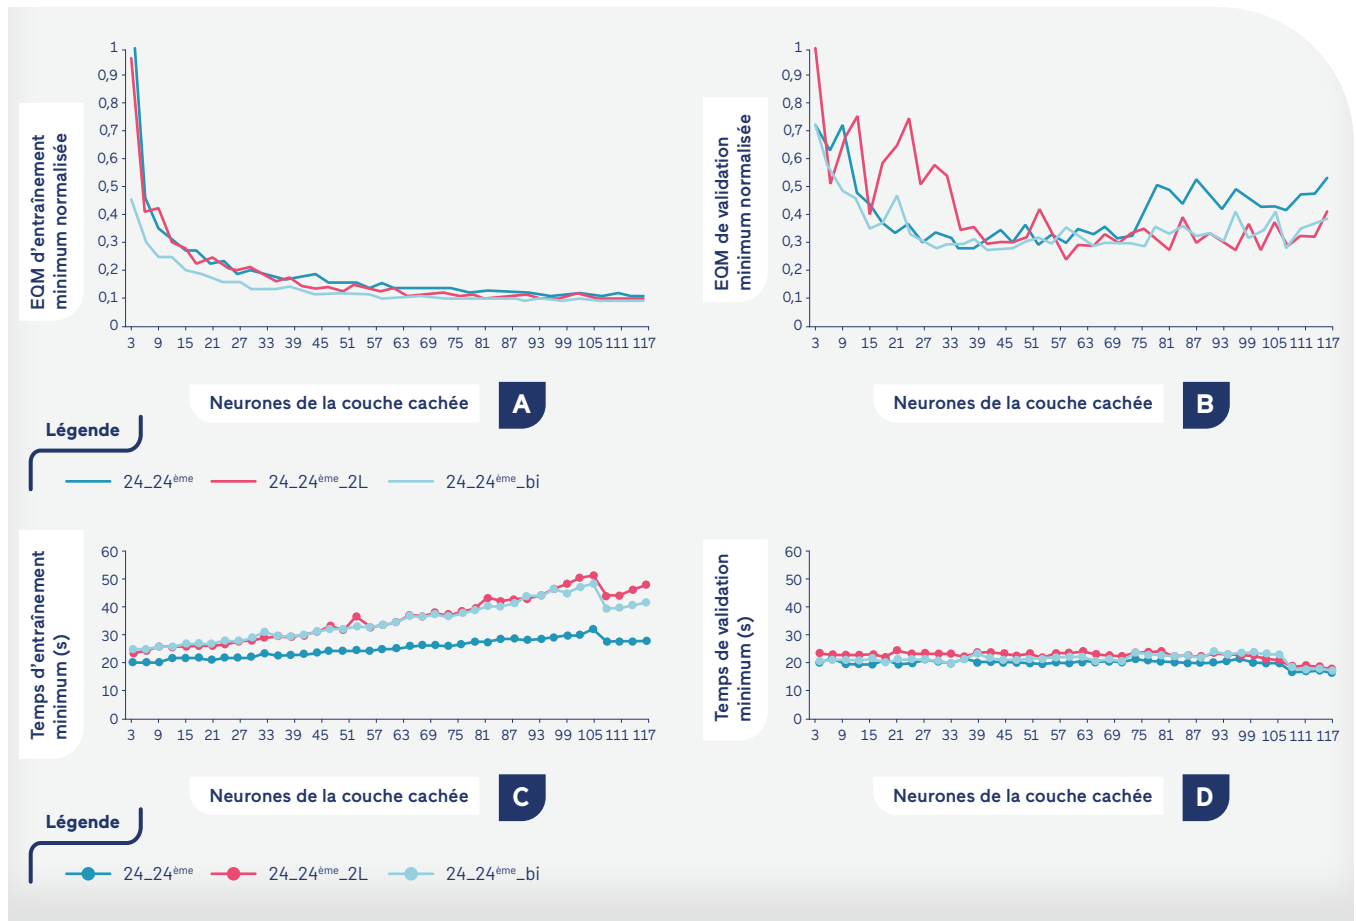 EQM d'entraînement
minimum normalisée
1
0,9
0,8
0,7
0,6
0,5
0,4
0,3
0,2
0,1
0
3 9 15 21 27 33 39 45 51 57 63 69 75 81 87 93 99 105 111 117
Neurones de la couche cachée
A
EQM de validation
minimum normalisée
1
0,9
0,8
0,7
0,6
0,5
0,4
0,3
0,2
0,1
0
3 9 15 21 27 33 39 45 51 57 63 69 75 81 87 93 99 105 111 117
Neurones de la couche cachée
B
Légende
24_24ème 24_24ème_2L 24_24ème_bi
Temps d'entraînement
minimum (s)
60
50
40
30
20
10
0
3 9 15 21 27 33 39 45 51 57 63 69 75 81 87 93 99 105 111 117
Neurones de la couche cachée
C
Temps de validation
minimum (s)
60
50
40
30
20
10
0
3 9 15 21 27 33 39 45 51 57 63 69 75 81 87 93 99 105 111 117
Neurones de la couche cachée
D
Légende
24_24ème 24_24ème_2L 24_24ème_bi